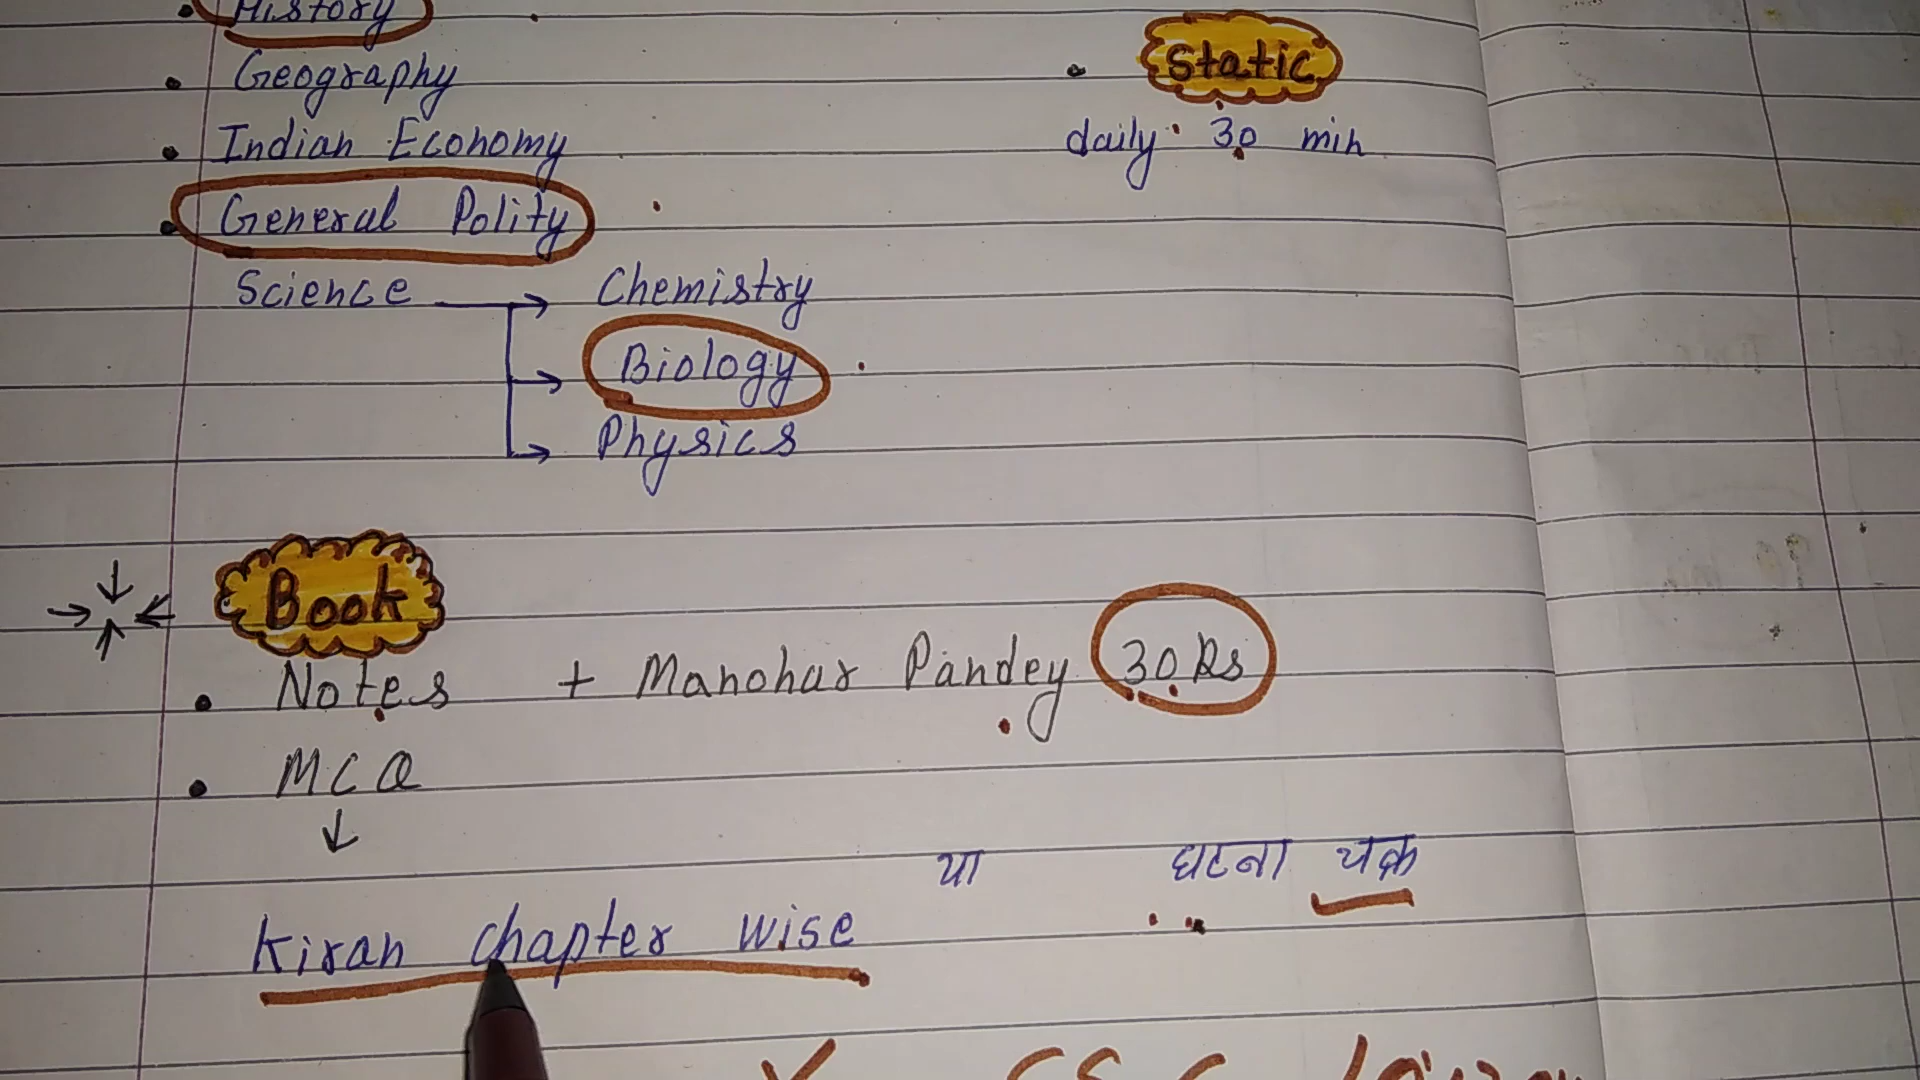 History
Geography
Static
Indian Economy
daily 30 min
General Polity
Science → Chemistry
→ Biology
→ Physics
Book
Notes + Manohar Pandey 30 Rs
MCQ
या घटना चक्र
Kiran chapter wise